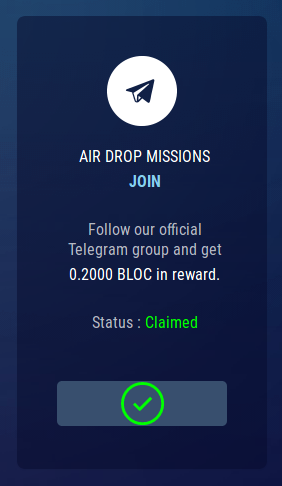 AIR DROP MISSIONS
JOIN
Follow our official
Telegram group and get
0.2000 BLOC in reward.
Status : Claimed